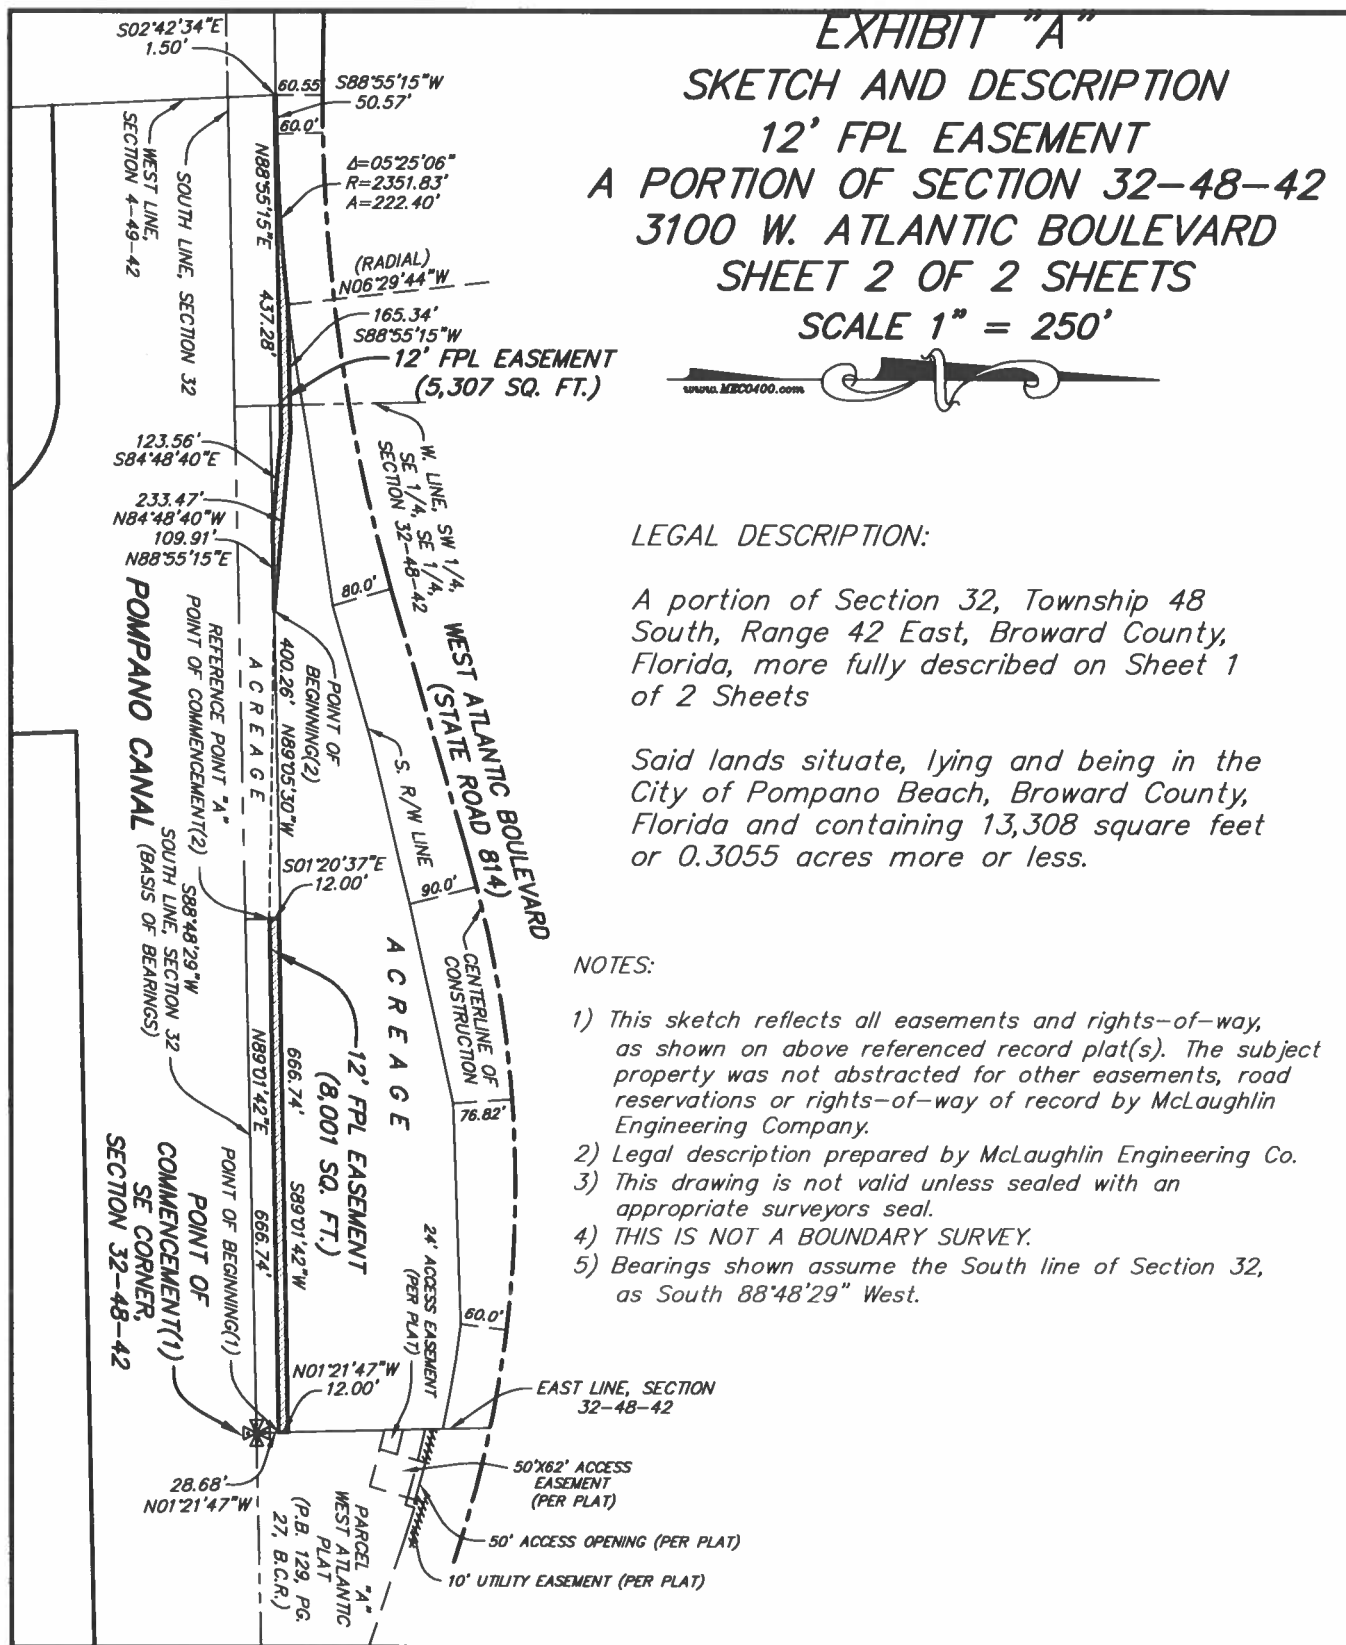 EXHIBIT "A"
SKETCH AND DESCRIPTION
12' FPL EASEMENT
A PORTION OF SECTION 32-48-42
3100 W. ATLANTIC BOULEVARD
SHEET 2 OF 2 SHEETS
SCALE 1" = 250'
www.MECO400.com
S02°42'34"E
1.50'
60.55
S88°55'15"W
50.57'
60.0'
WEST LINE,
SECTION 4-49-42
SOUTH LINE, SECTION 32
N88°55'15"E 437.28'
Δ=05°25'06"
R=2351.83'
A=222.40'
(RADIAL)
N06°29'44"W
165.34'
S88°55'15"W
12' FPL EASEMENT
(5,307 SQ. FT.)
W. LINE, SW 1/4,
SE 1/4, SE 1/4,
SECTION 32-48-42
123.56'
S84°48'40"E
233.47'
N84°48'40"W
109.91'
N88°55'15"E
80.0'
WEST ATLANTIC BOULEVARD
(STATE ROAD 814)
POMPANO CANAL
POINT OF COMMENCEMENT(2)
REFERENCE POINT "A"
ACREAGE
400.26' N89°05'30"W
POINT OF
BEGINNING(2)
S. R/W LINE
S01°20'37"E
12.00'
90.0'
CENTERLINE OF
CONSTRUCTION
ACREAGE
S88°48'29"W
SOUTH LINE, SECTION 32
(BASIS OF BEARINGS)
N89°01'42"E 666.74'
666.74' S89°01'42"W
12' FPL EASEMENT
(8,001 SQ. FT.)
76.82'
POINT OF BEGINNING(1)
POINT OF
COMMENCEMENT(1)
SE CORNER,
SECTION 32-48-42
24' ACCESS EASEMENT
(PER PLAT)
60.0'
N01°21'47"W
12.00'
EAST LINE, SECTION
32-48-42
28.68'
N01°21'47"W
50'X62' ACCESS
EASEMENT
(PER PLAT)
50' ACCESS OPENING (PER PLAT)
10' UTILITY EASEMENT (PER PLAT)
PARCEL "A"
WEST ATLANTIC
PLAT
(P.B. 129, PG.
27, B.C.R.)
LEGAL DESCRIPTION:
A portion of Section 32, Township 48
South, Range 42 East, Broward County,
Florida, more fully described on Sheet 1
of 2 Sheets
Said lands situate, lying and being in the
City of Pompano Beach, Broward County,
Florida and containing 13,308 square feet
or 0.3055 acres more or less.
NOTES:
1) This sketch reflects all easements and rights-of-way,
as shown on above referenced record plat(s). The subject
property was not abstracted for other easements, road
reservations or rights-of-way of record by McLaughlin
Engineering Company.
2) Legal description prepared by McLaughlin Engineering Co.
3) This drawing is not valid unless sealed with an
appropriate surveyors seal.
4) THIS IS NOT A BOUNDARY SURVEY.
5) Bearings shown assume the South line of Section 32,
as South 88°48'29" West.